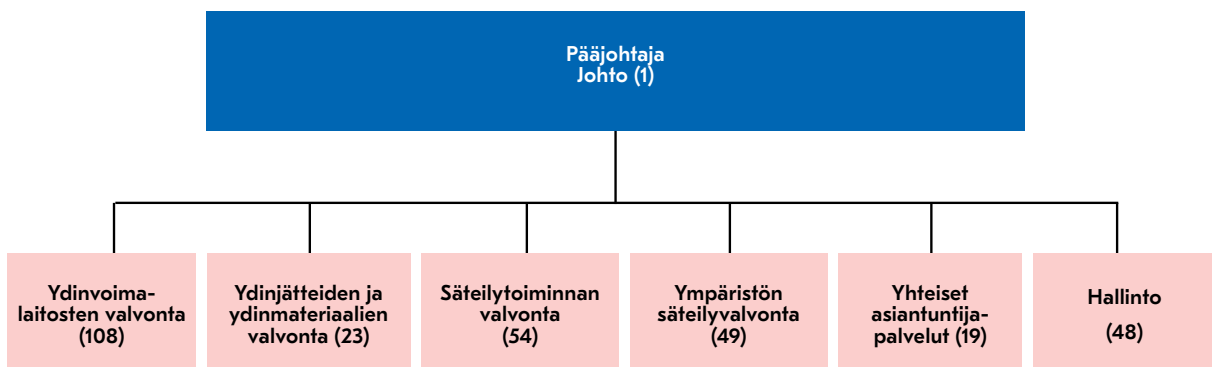 Pääjohtaja
Johto (1)
Ydinvoima-
laitosten valvonta
(108)
Ydinjätteiden ja
ydinmateriaalien
valvonta (23)
Säteilytoiminnan
valvonta
(54)
Ympäristön
säteilyvalvonta
(49)
Yhteiset
asiantuntija-
palvelut (19)
Hallinto
(48)